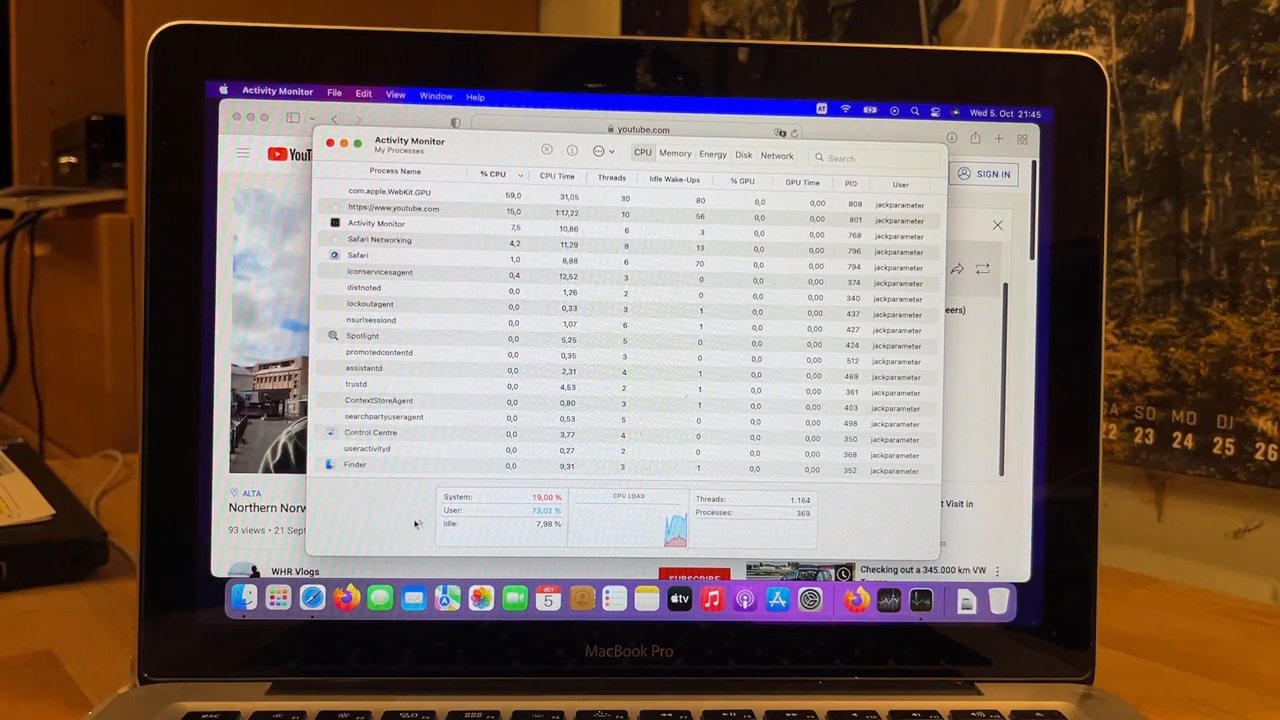 Activity Monitor File Edit View Window Help AT Wed 5. Oct 21:45
youtube.com
YouT
SIGN IN
Activity Monitor
My Processes
CPU Memory Energy Disk Network Search
Process Name % CPU CPU Time Threads Idle Wake-Ups % GPU GPU Time PID User
com.apple.WebKit.GPU 59,0 31,05 30 80 0,0 0,00 808 jackparameter
https://www.youtube.com 15,0 1:17,22 10 56 0,0 0,00 801 jackparameter
Activity Monitor 7,5 10,86 6 3 0,0 0,00 768 jackparameter
Safari Networking 4,2 11,29 8 13 0,0 0,00 796 jackparameter
Safari 1,0 8,88 6 70 0,0 0,00 794 jackparameter
iconservicesagent 0,4 12,52 3 0 0,0 0,00 374 jackparameter
distnoted 0,0 1,26 2 0 0,0 0,00 340 jackparameter
lockoutagent 0,0 0,33 3 1 0,0 0,00 437 jackparameter
nsurlsessiond 0,0 1,07 6 1 0,0 0,00 427 jackparameter
Spotlight 0,0 5,25 5 0 0,0 0,00 424 jackparameter
promotedcontentd 0,0 0,35 3 0 0,0 0,00 512 jackparameter
assistantd 0,0 2,31 4 1 0,0 0,00 469 jackparameter
trustd 0,0 4,53 2 1 0,0 0,00 361 jackparameter
ContextStoreAgent 0,0 0,80 3 1 0,0 0,00 403 jackparameter
searchpartyuseragent 0,0 0,53 5 0 0,0 0,00 498 jackparameter
Control Centre 0,0 3,77 4 0 0,0 0,00 350 jackparameter
useractivityd 0,0 0,27 2 0 0,0 0,00 368 jackparameter
Finder 0,0 9,31 3 1 0,0 0,00 352 jackparameter
System: 19,00 % CPU LOAD Threads: 1.164
User: 73,02 % Processes: 369
Idle: 7,98 %
eers)
ALTA
Northern Norw
93 views • 21 Sept
t Visit in
WHR Vlogs
SUBSCRIBE
Checking out a 345.000 km VW
OCT
5
tv
MacBook Pro
SA SO MO DI MI
22 23 24 25 26
esc